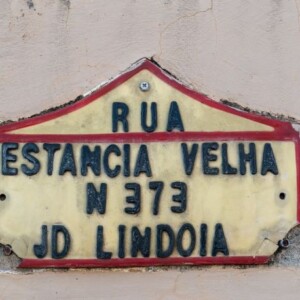 RUA
ESTANCIA VELHA
N 373
JD LINDOIA